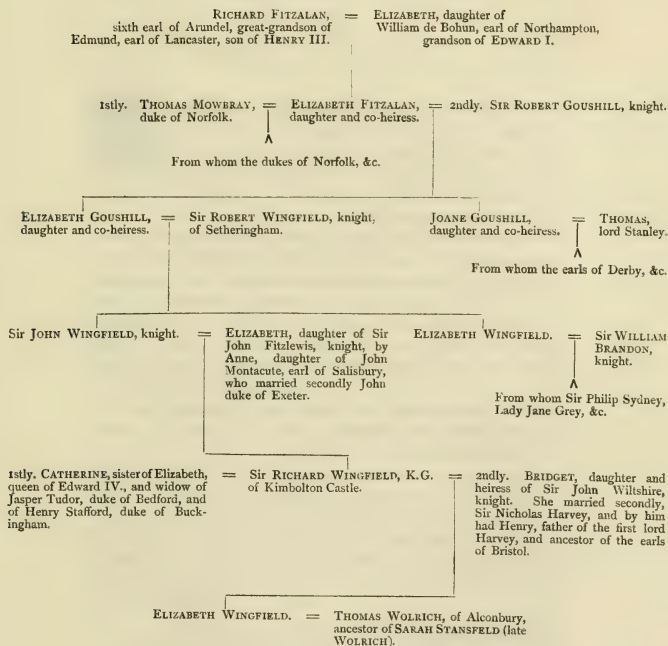 RICHARD FITZALAN, = ELIZABETH, daughter of
sixth earl of Arundel, great-grandson of William de Bohun, earl of Northampton,
Edmund, earl of Lancaster, son of HENRY III. grandson of EDWARD I.
1stly. THOMAS MOWBRAY, = ELIZABETH FITZALAN, = 2ndly. SIR ROBERT GOUSHILL, knight.
duke of Norfolk. daughter and co-heiress.
From whom the dukes of Norfolk, &c.
ELIZABETH GOUSHILL, = Sir ROBERT WINGFIELD, knight, JOANE GOUSHILL, = THOMAS,
daughter and co-heiress. of Setheringham. daughter and co-heiress. lord Stanley.
From whom the earls of Derby, &c.
Sir JOHN WINGFIELD, knight. = ELIZABETH, daughter of Sir
John Fitzlewis, knight, by
Anne, daughter of John
Montacute, earl of Salisbury,
who married secondly John
duke of Exeter.
ELIZABETH WINGFIELD. = Sir WILLIAM
BRANDON,
knight.
From whom Sir Philip Sydney,
Lady Jane Grey, &c.
1stly. CATHERINE, sister of Elizabeth,
queen of Edward IV., and widow of
Jasper Tudor, duke of Bedford, and
of Henry Stafford, duke of Buck-
ingham.
= Sir RICHARD WINGFIELD, K.G. =
of Kimbolton Castle.
2ndly. BRIDGET, daughter and
heiress of Sir John Wiltshire,
knight. She married secondly,
Sir Nicholas Harvey, and by him
had Henry, father of the first lord
Harvey, and ancestor of the earls
of Bristol.
ELIZABETH WINGFIELD. = THOMAS WOLRICH, of Alconbury,
ancestor of SARAH STANSFELD (late
WOLRICH).